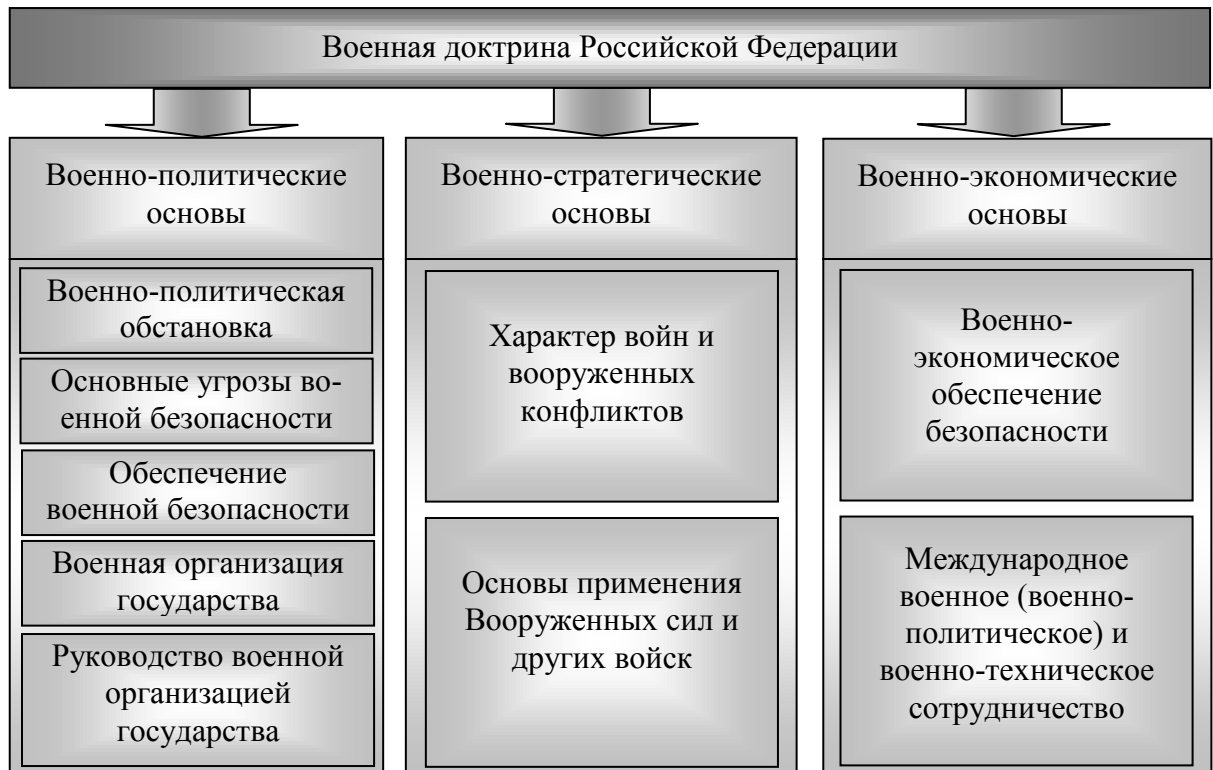 Военная доктрина Российской Федерации
Военно-политические
основы
Военно-политическая
обстановка
Основные угрозы во-
енной безопасности
Обеспечение
военной безопасности
Военная организация
государства
Руководство военной
организацией
государства
Военно-стратегические
основы
Характер войн и
вооруженных
конфликтов
Основы применения
Вооруженных сил и
других войск
Военно-экономические
основы
Военно-
экономическое
обеспечение
безопасности
Международное
военное (военно-
политическое) и
военно-техническое
сотрудничество